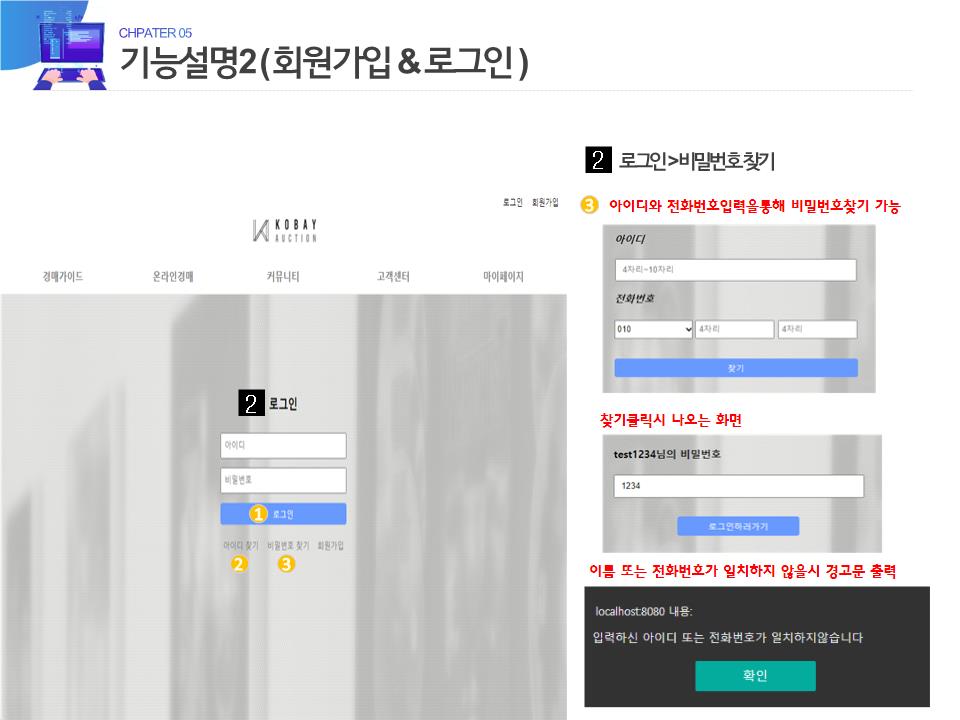 CHPATER 05
기능설명2 ( 회원가입 & 로그인 )
로그인 회원가입
KOBAY
AUCTION
경매가이드 온라인경매 커뮤니티 고객센터 마이페이지
2 로그인
아이디
비밀번호
1 로그인
아이디 찾기 비밀번호 찾기 회원가입
2 3
2 로그인>비밀번호 찾기
3 아이디와 전화번호입력을통해 비밀번호찾기 가능
아이디
4자리~10자리
전화번호
010 4자리 4자리
찾기
찾기클릭시 나오는 화면
test1234님의 비밀번호
1234
로그인하러가기
이름 또는 전화번호가 일치하지 않을시 경고문 출력
localhost:8080 내용:
입력하신 아이디 또는 전화번호가 일치하지않습니다
확인